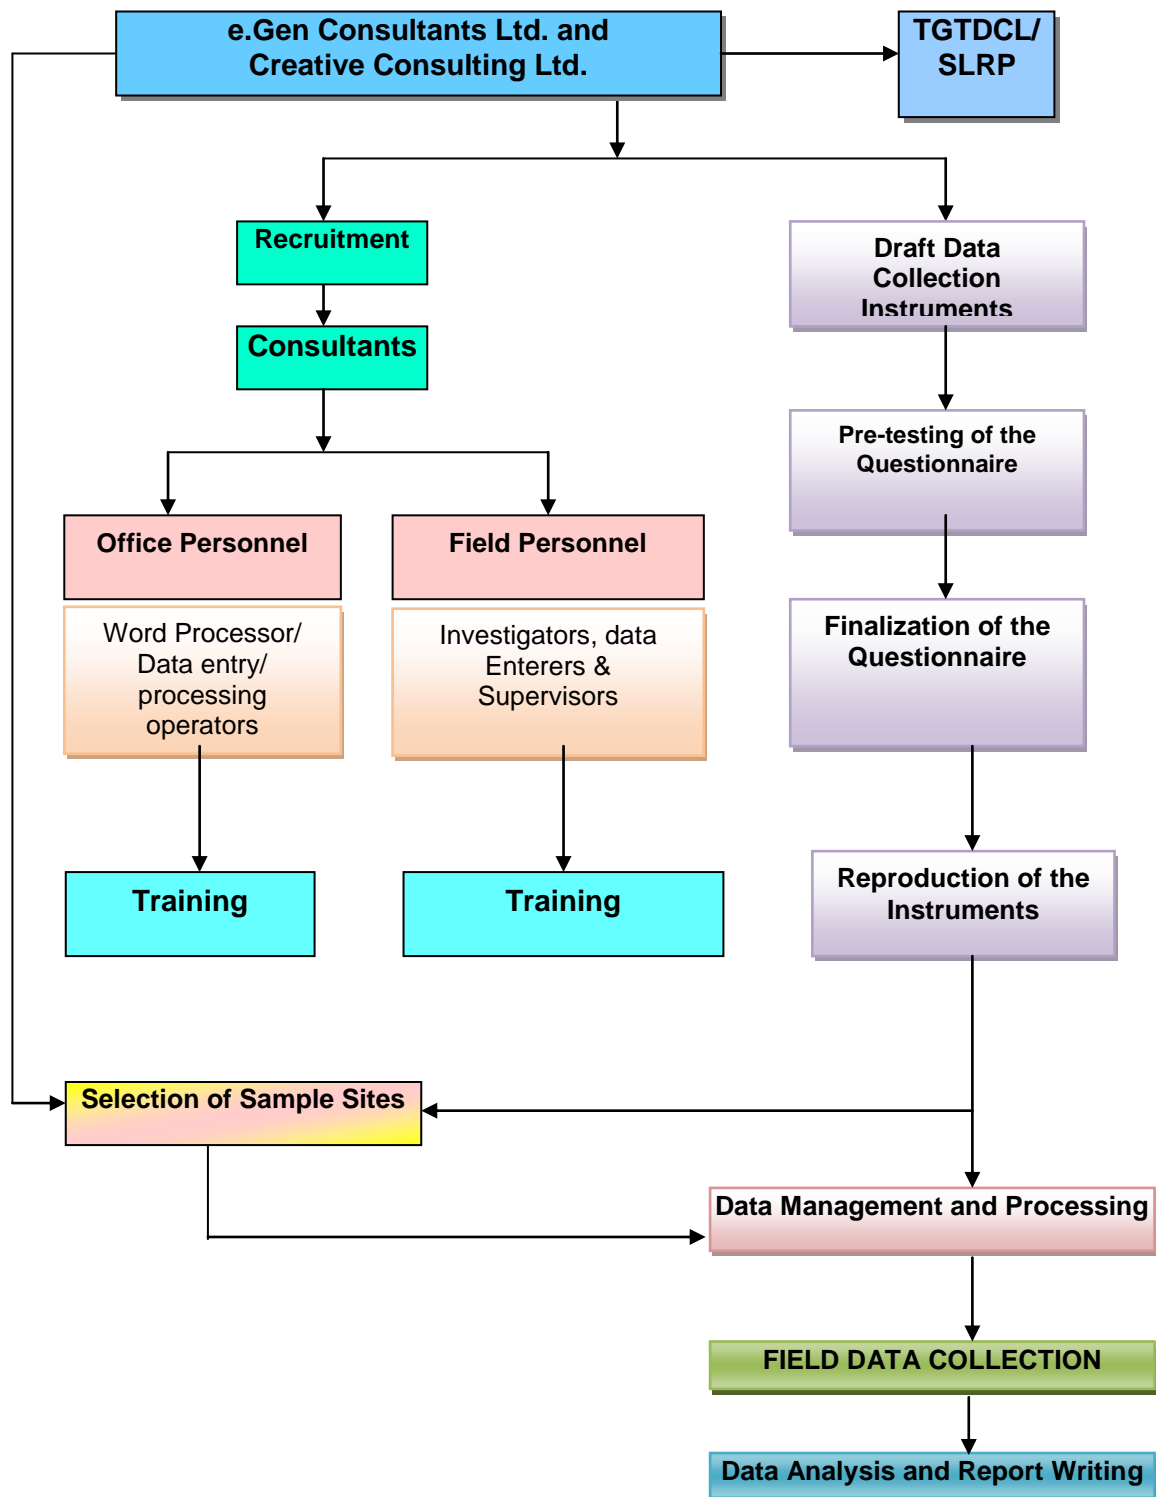 e.Gen Consultants Ltd. and
Creative Consulting Ltd.
TGTDCL/
SLRP
Recruitment
Consultants
Draft Data
Collection
Instruments
Pre-testing of the
Questionnaire
Office Personnel
Field Personnel
Word Processor/
Data entry/
processing
operators
Investigators, data
Enterers &
Supervisors
Finalization of the
Questionnaire
Training
Training
Reproduction of the
Instruments
Selection of Sample Sites
Data Management and Processing
FIELD DATA COLLECTION
Data Analysis and Report Writing